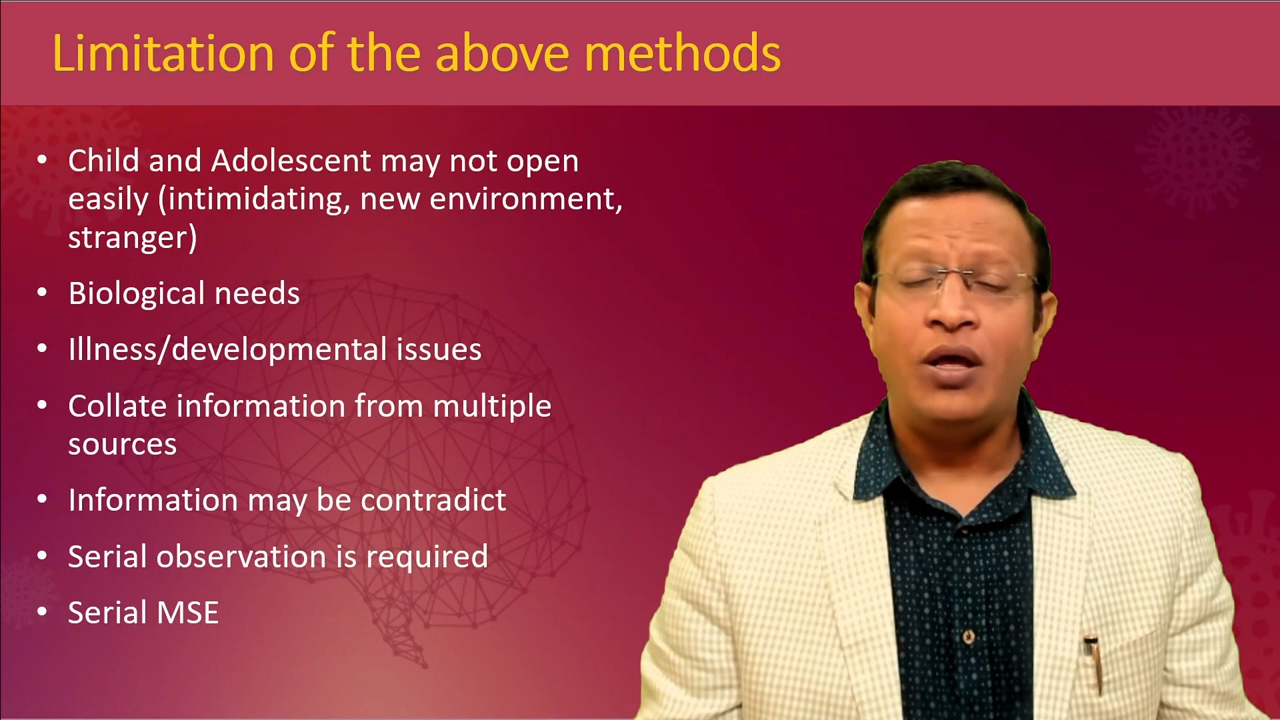 Limitation of the above methods
• Child and Adolescent may not open
easily (intimidating, new environment,
stranger)
• Biological needs
• Illness/developmental issues
• Collate information from multiple
sources
• Information may be contradict
• Serial observation is required
• Serial MSE